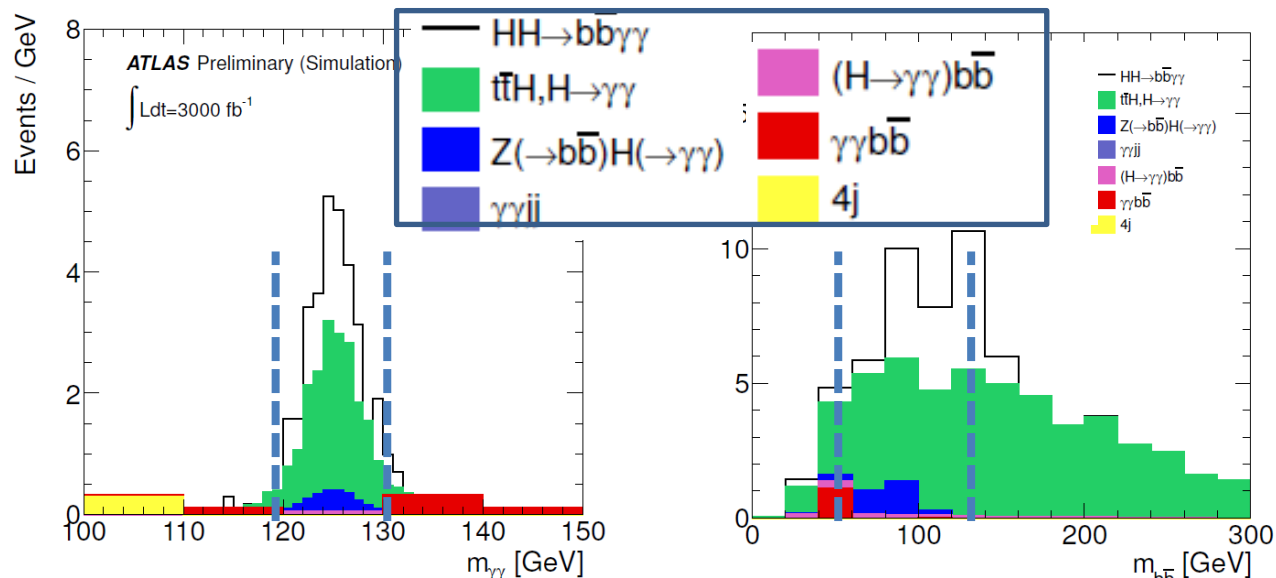 8
6
4
2
0
Events / GeV
ATLAS Preliminary (Simulation)
∫Ldt=3000 fb⁻¹
100 110 120 130 140 150
m_γγ [GeV]
HH→bb̅γγ
tt̅H,H→γγ
Z(→bb̅)H(→γγ)
γγjj
(H→γγ)bb̅
γγbb̅
4j
HH→bb̅γγ
tt̅H,H→γγ
Z(→bb̅)H(→γγ)
γγjj
(H→γγ)bb̅
γγbb̅
4j
10
5
0
0 100 200 300
m_bb̅ [GeV]